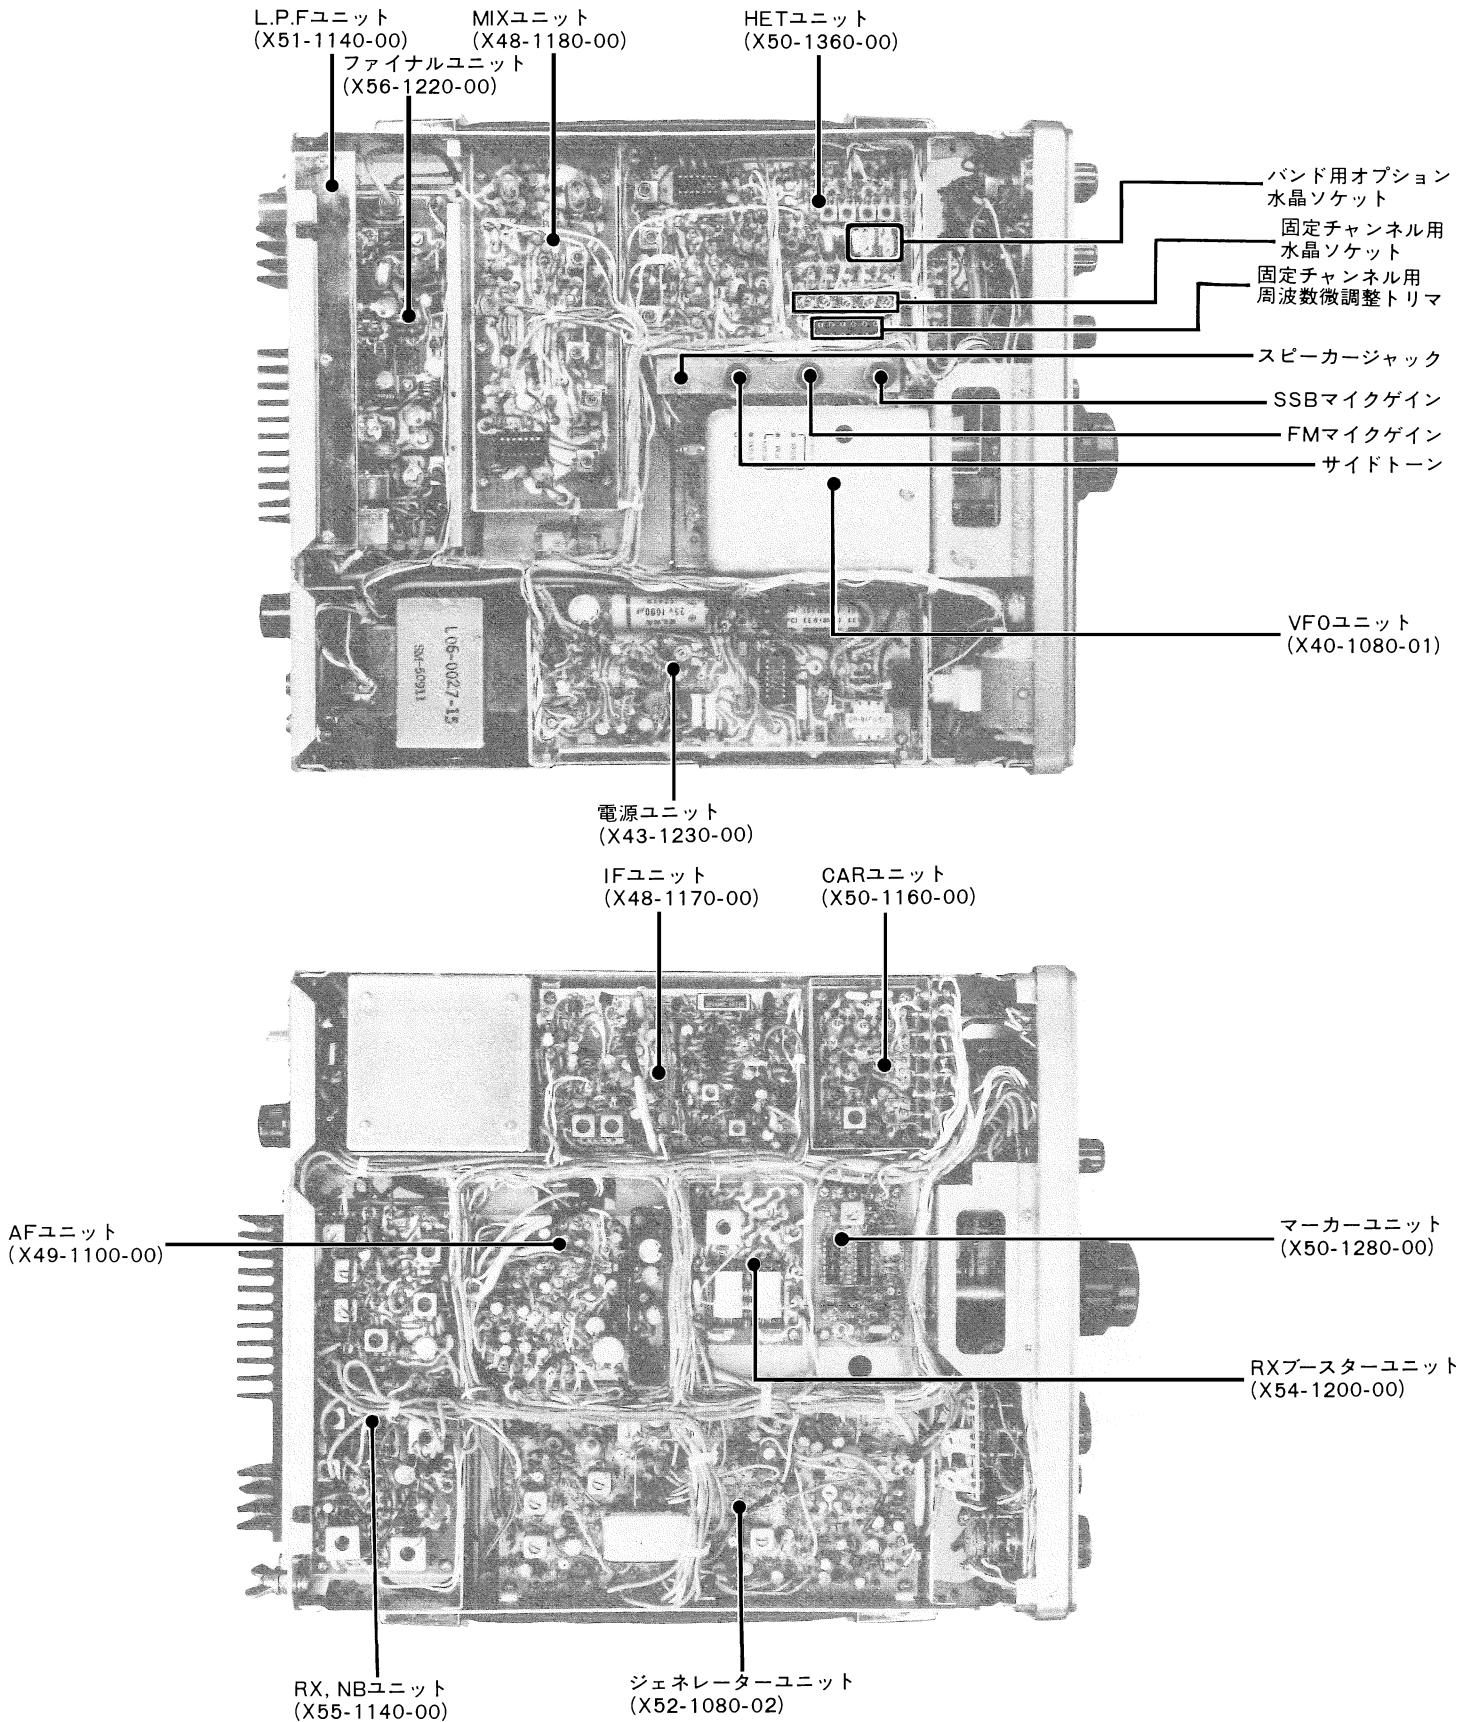 L.P.Fユニット
(X51-1140-00)
ファイナルユニット
(X56-1220-00)
MIXユニット
(X48-1180-00)
HETユニット
(X50-1360-00)
バンド用オプション
水晶ソケット
固定チャンネル用
水晶ソケット
固定チャンネル用
周波数微調整トリマ
スピーカージャック
SSBマイクゲイン
FMマイクゲイン
サイドトーン
VFOユニット
(X40-1080-01)
L06-0027-15
SM-60911
電源ユニット
(X43-1230-00)
IFユニット
(X48-1170-00)
CARユニット
(X50-1160-00)
AFユニット
(X49-1100-00)
マーカーユニット
(X50-1280-00)
RXブースターユニット
(X54-1200-00)
RX, NBユニット
(X55-1140-00)
ジェネレーターユニット
(X52-1080-02)